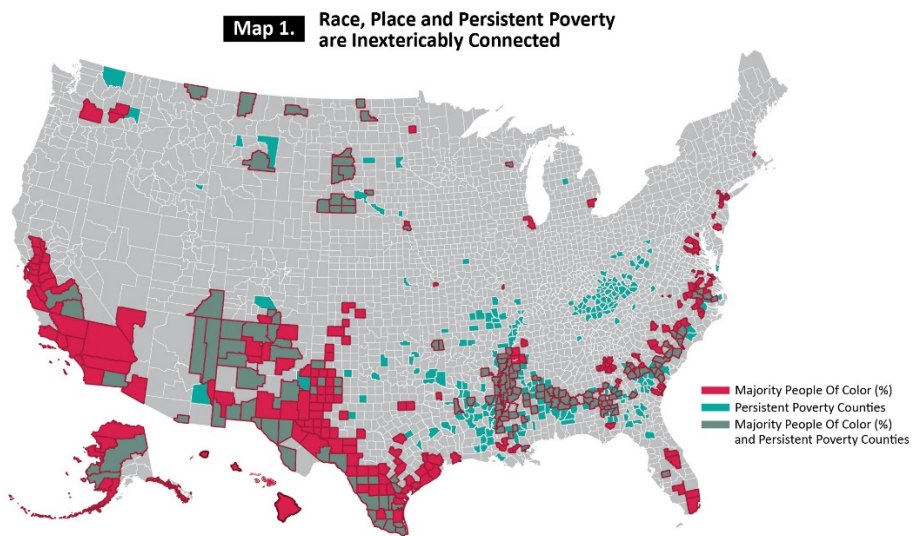 Map 1.
Race, Place and Persistent Poverty
are Inextericably Connected
Majority People Of Color (%)
Persistent Poverty Counties
Majority People Of Color (%)
and Persistent Poverty Counties